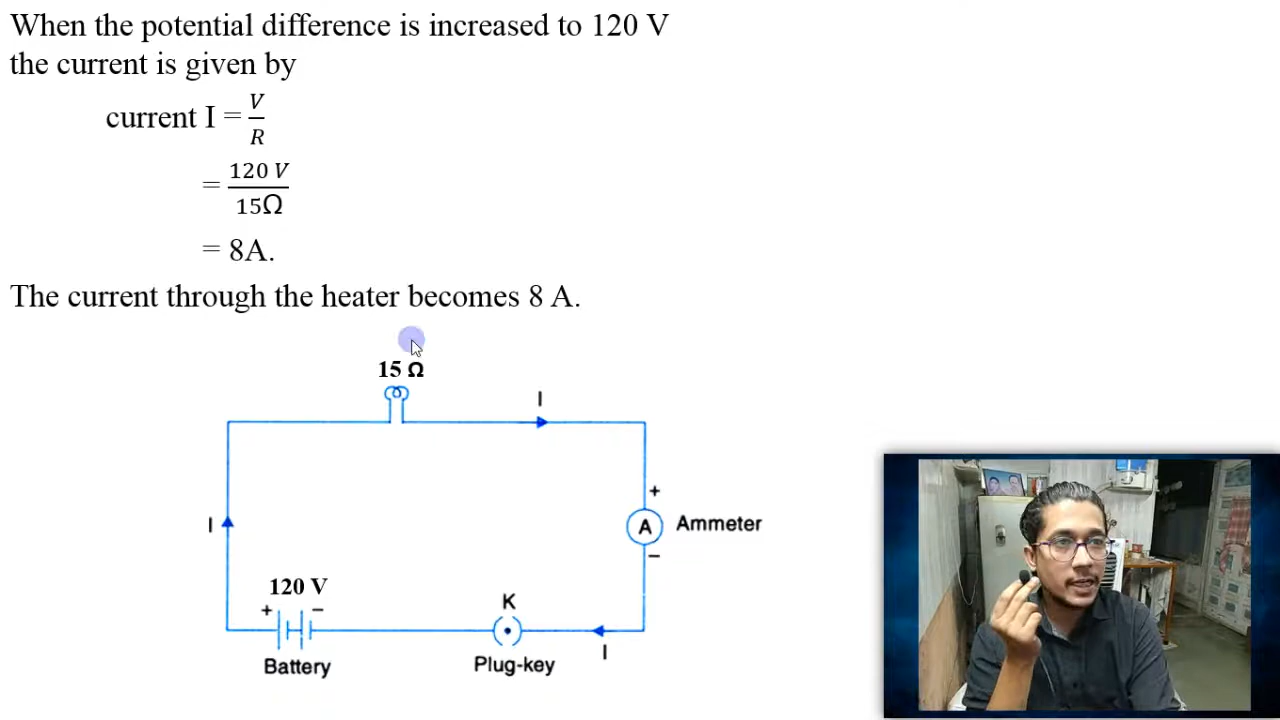 When the potential difference is increased to 120 V
the current is given by
current I = V/R
= 120 V/15Ω
= 8A.
The current through the heater becomes 8 A.
15 Ω
I
+
A Ammeter
−
I
120 V
+ −
K
Battery
Plug-key
I